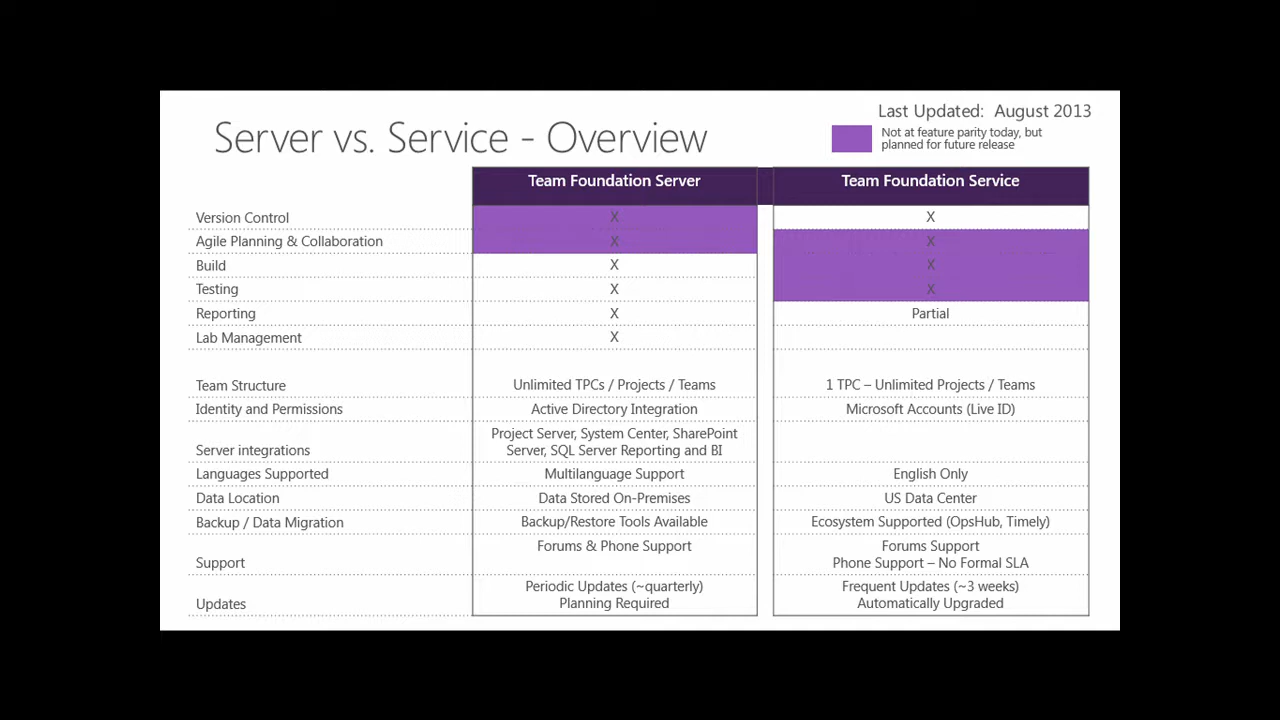 Last Updated: August 2013
Server vs. Service - Overview
Not at feature parity today, but
planned for future release
Team Foundation Server Team Foundation Service
Version Control X X
Agile Planning & Collaboration X X
Build X X
Testing X X
Reporting X Partial
Lab Management X
Team Structure Unlimited TPCs / Projects / Teams 1 TPC – Unlimited Projects / Teams
Identity and Permissions Active Directory Integration Microsoft Accounts (Live ID)
Project Server, System Center, SharePoint
Server integrations Server, SQL Server Reporting and BI
Languages Supported Multilanguage Support English Only
Data Location Data Stored On-Premises US Data Center
Backup / Data Migration Backup/Restore Tools Available Ecosystem Supported (OpsHub, Timely)
Forums & Phone Support Forums Support
Support Phone Support – No Formal SLA
Periodic Updates (~quarterly) Frequent Updates (~3 weeks)
Updates Planning Required Automatically Upgraded